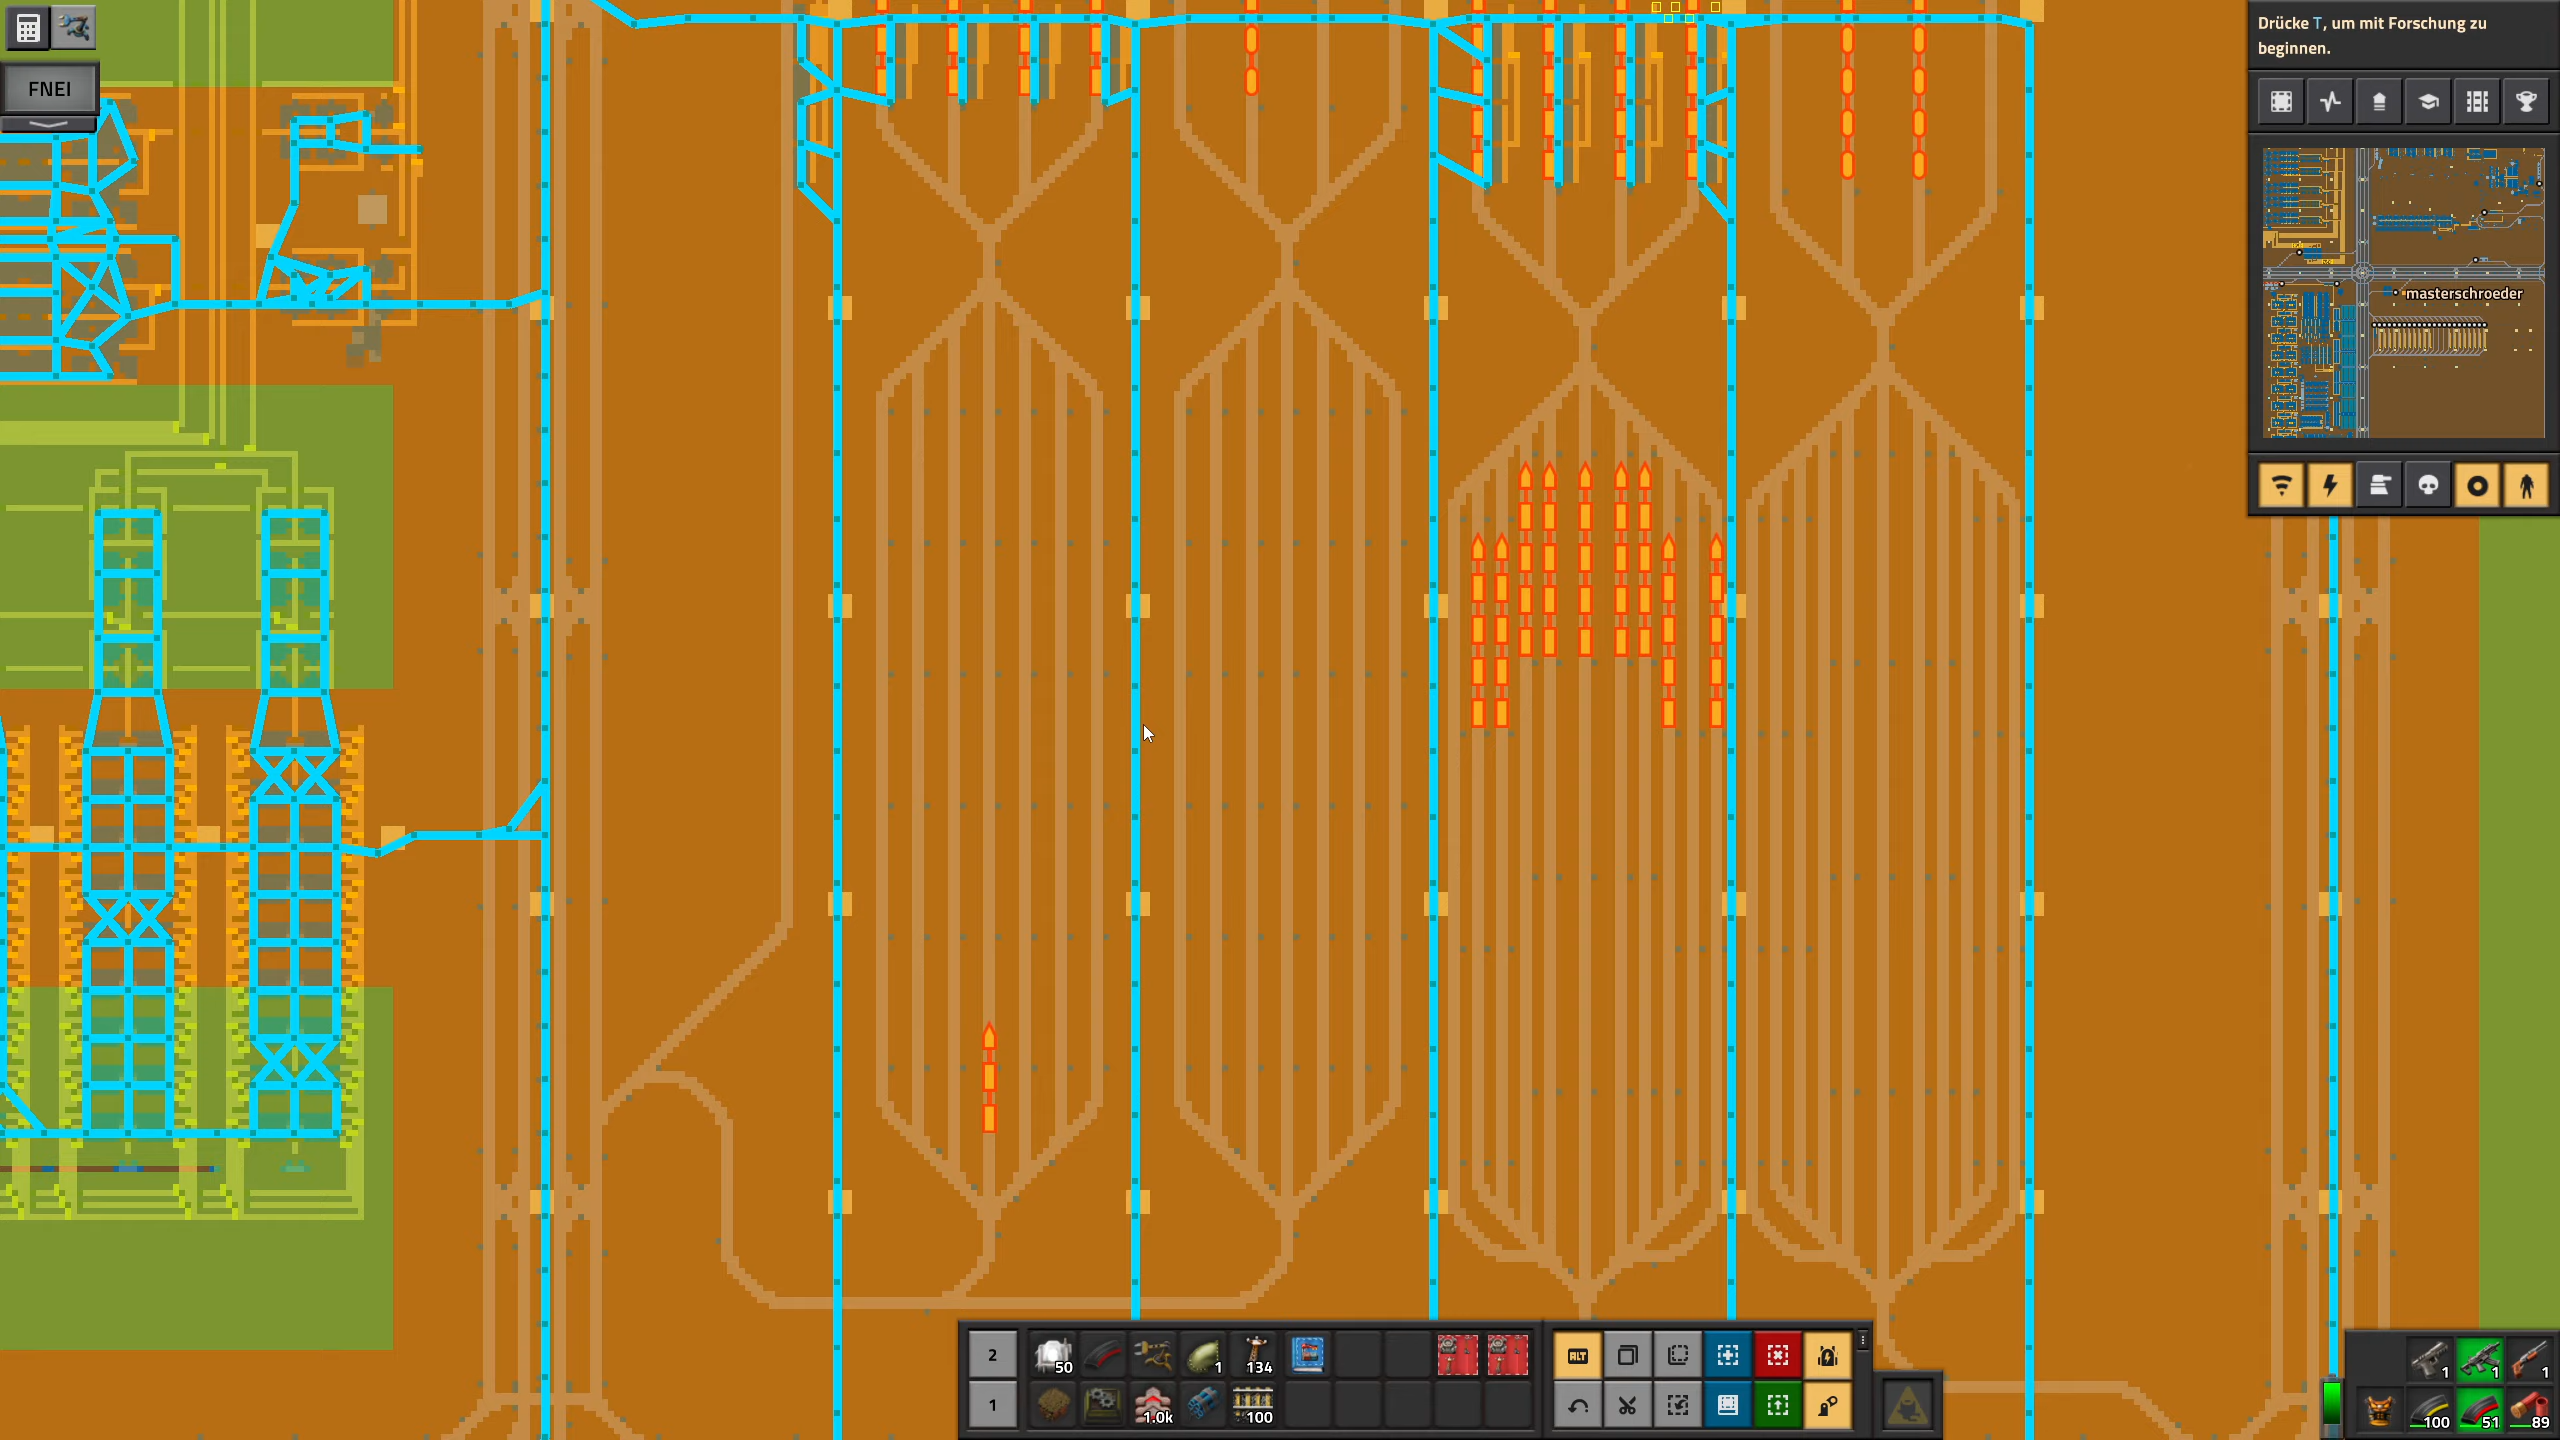 FNEI
Drücke T, um mit Forschung zu
beginnen.
masterschroeder
2
50
1
134
ALT
1
1.0k
100
1
1
1
100
51
89